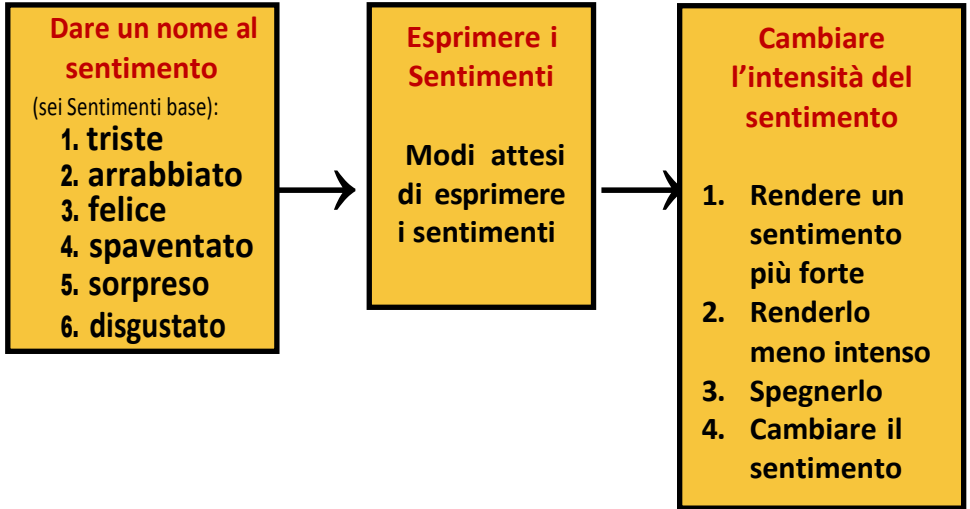 Dare un nome al
sentimento
(sei Sentimenti base):
1. triste
2. arrabbiato
3. felice
4. spaventato
5. sorpreso
6. disgustato
Esprimere i
Sentimenti
Modi attesi
di esprimere
i sentimenti
Cambiare
l’intensità del
sentimento
1. Rendere un
sentimento
più forte
2. Renderlo
meno intenso
3. Spegnerlo
4. Cambiare il
sentimento